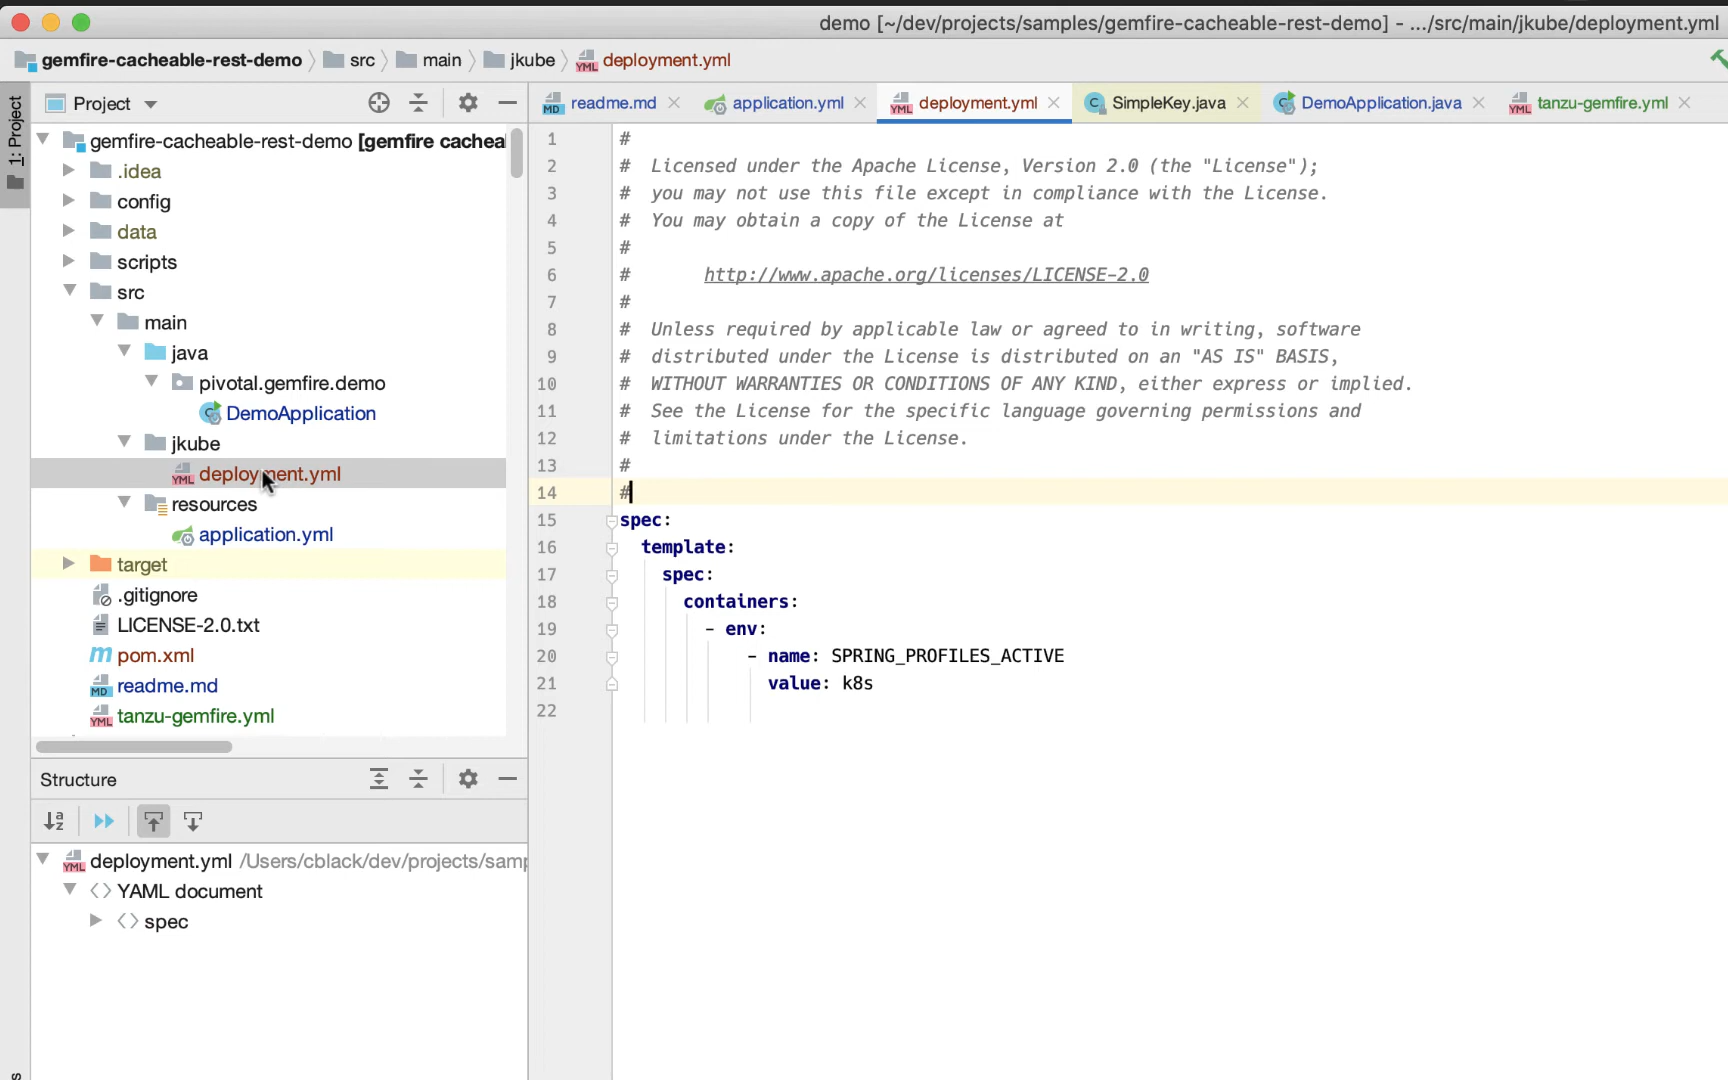 demo [~/dev/projects/samples/gemfire-cacheable-rest-demo] - .../src/main/jkube/deployment.yml
gemfire-cacheable-rest-demo src main jkube deployment.yml
1: Project
Project
readme.md application.yml deployment.yml SimpleKey.java DemoApplication.java tanzu-gemfire.yml
gemfire-cacheable-rest-demo [gemfire cachea
.idea
config
data
scripts
src
main
java
pivotal.gemfire.demo
DemoApplication
jkube
deployment.yml
resources
application.yml
target
.gitignore
LICENSE-2.0.txt
pom.xml
readme.md
tanzu-gemfire.yml
Structure
deployment.yml /Users/cblack/dev/projects/samp
YAML document
spec
1 #
2 # Licensed under the Apache License, Version 2.0 (the "License");
3 # you may not use this file except in compliance with the License.
4 # You may obtain a copy of the License at
5 #
6 # http://www.apache.org/licenses/LICENSE-2.0
7 #
8 # Unless required by applicable law or agreed to in writing, software
9 # distributed under the License is distributed on an "AS IS" BASIS,
10 # WITHOUT WARRANTIES OR CONDITIONS OF ANY KIND, either express or implied.
11 # See the License for the specific language governing permissions and
12 # limitations under the License.
13 #
14 #
15 spec:
16 template:
17 spec:
18 containers:
19 - env:
20 - name: SPRING_PROFILES_ACTIVE
21 value: k8s
22